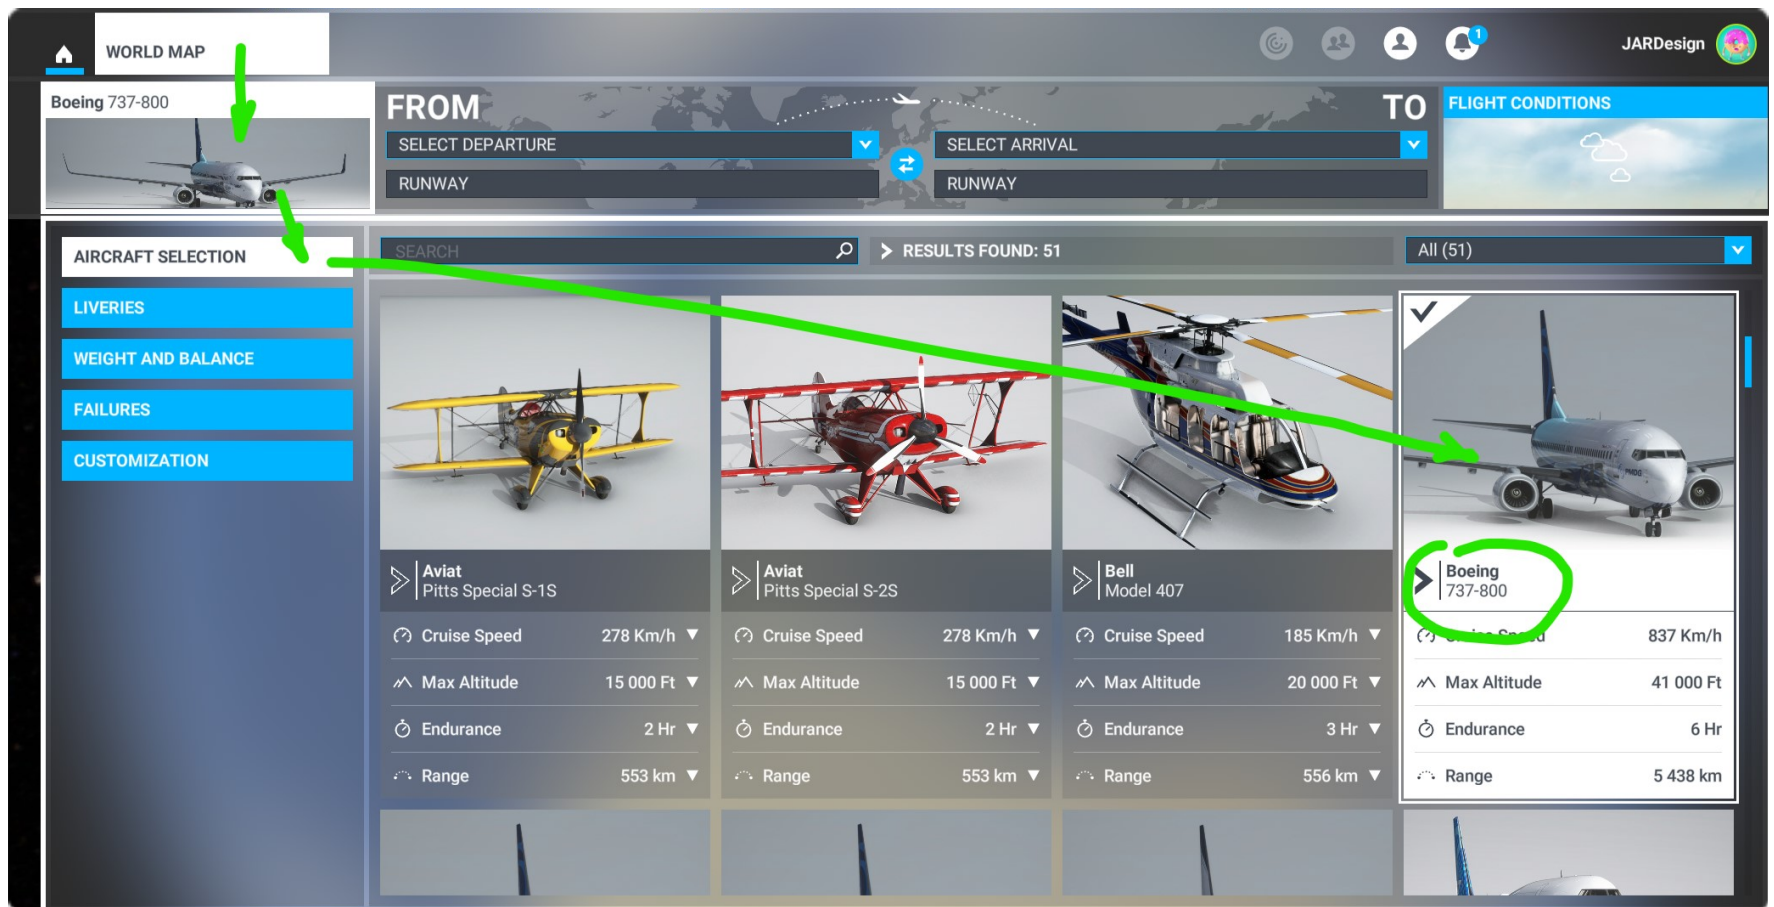 WORLD MAP
1
JARDesign
Boeing 737-800
FROM
TO
SELECT DEPARTURE
SELECT ARRIVAL
RUNWAY
RUNWAY
FLIGHT CONDITIONS
AIRCRAFT SELECTION
LIVERIES
WEIGHT AND BALANCE
FAILURES
CUSTOMIZATION
SEARCH
RESULTS FOUND: 51
All (51)
Aviat
Pitts Special S-1S
Cruise Speed 278 Km/h
Max Altitude 15 000 Ft
Endurance 2 Hr
Range 553 km
Aviat
Pitts Special S-2S
Cruise Speed 278 Km/h
Max Altitude 15 000 Ft
Endurance 2 Hr
Range 553 km
Bell
Model 407
Cruise Speed 185 Km/h
Max Altitude 20 000 Ft
Endurance 3 Hr
Range 556 km
Boeing
737-800
Cruise Speed 837 Km/h
Max Altitude 41 000 Ft
Endurance 6 Hr
Range 5 438 km